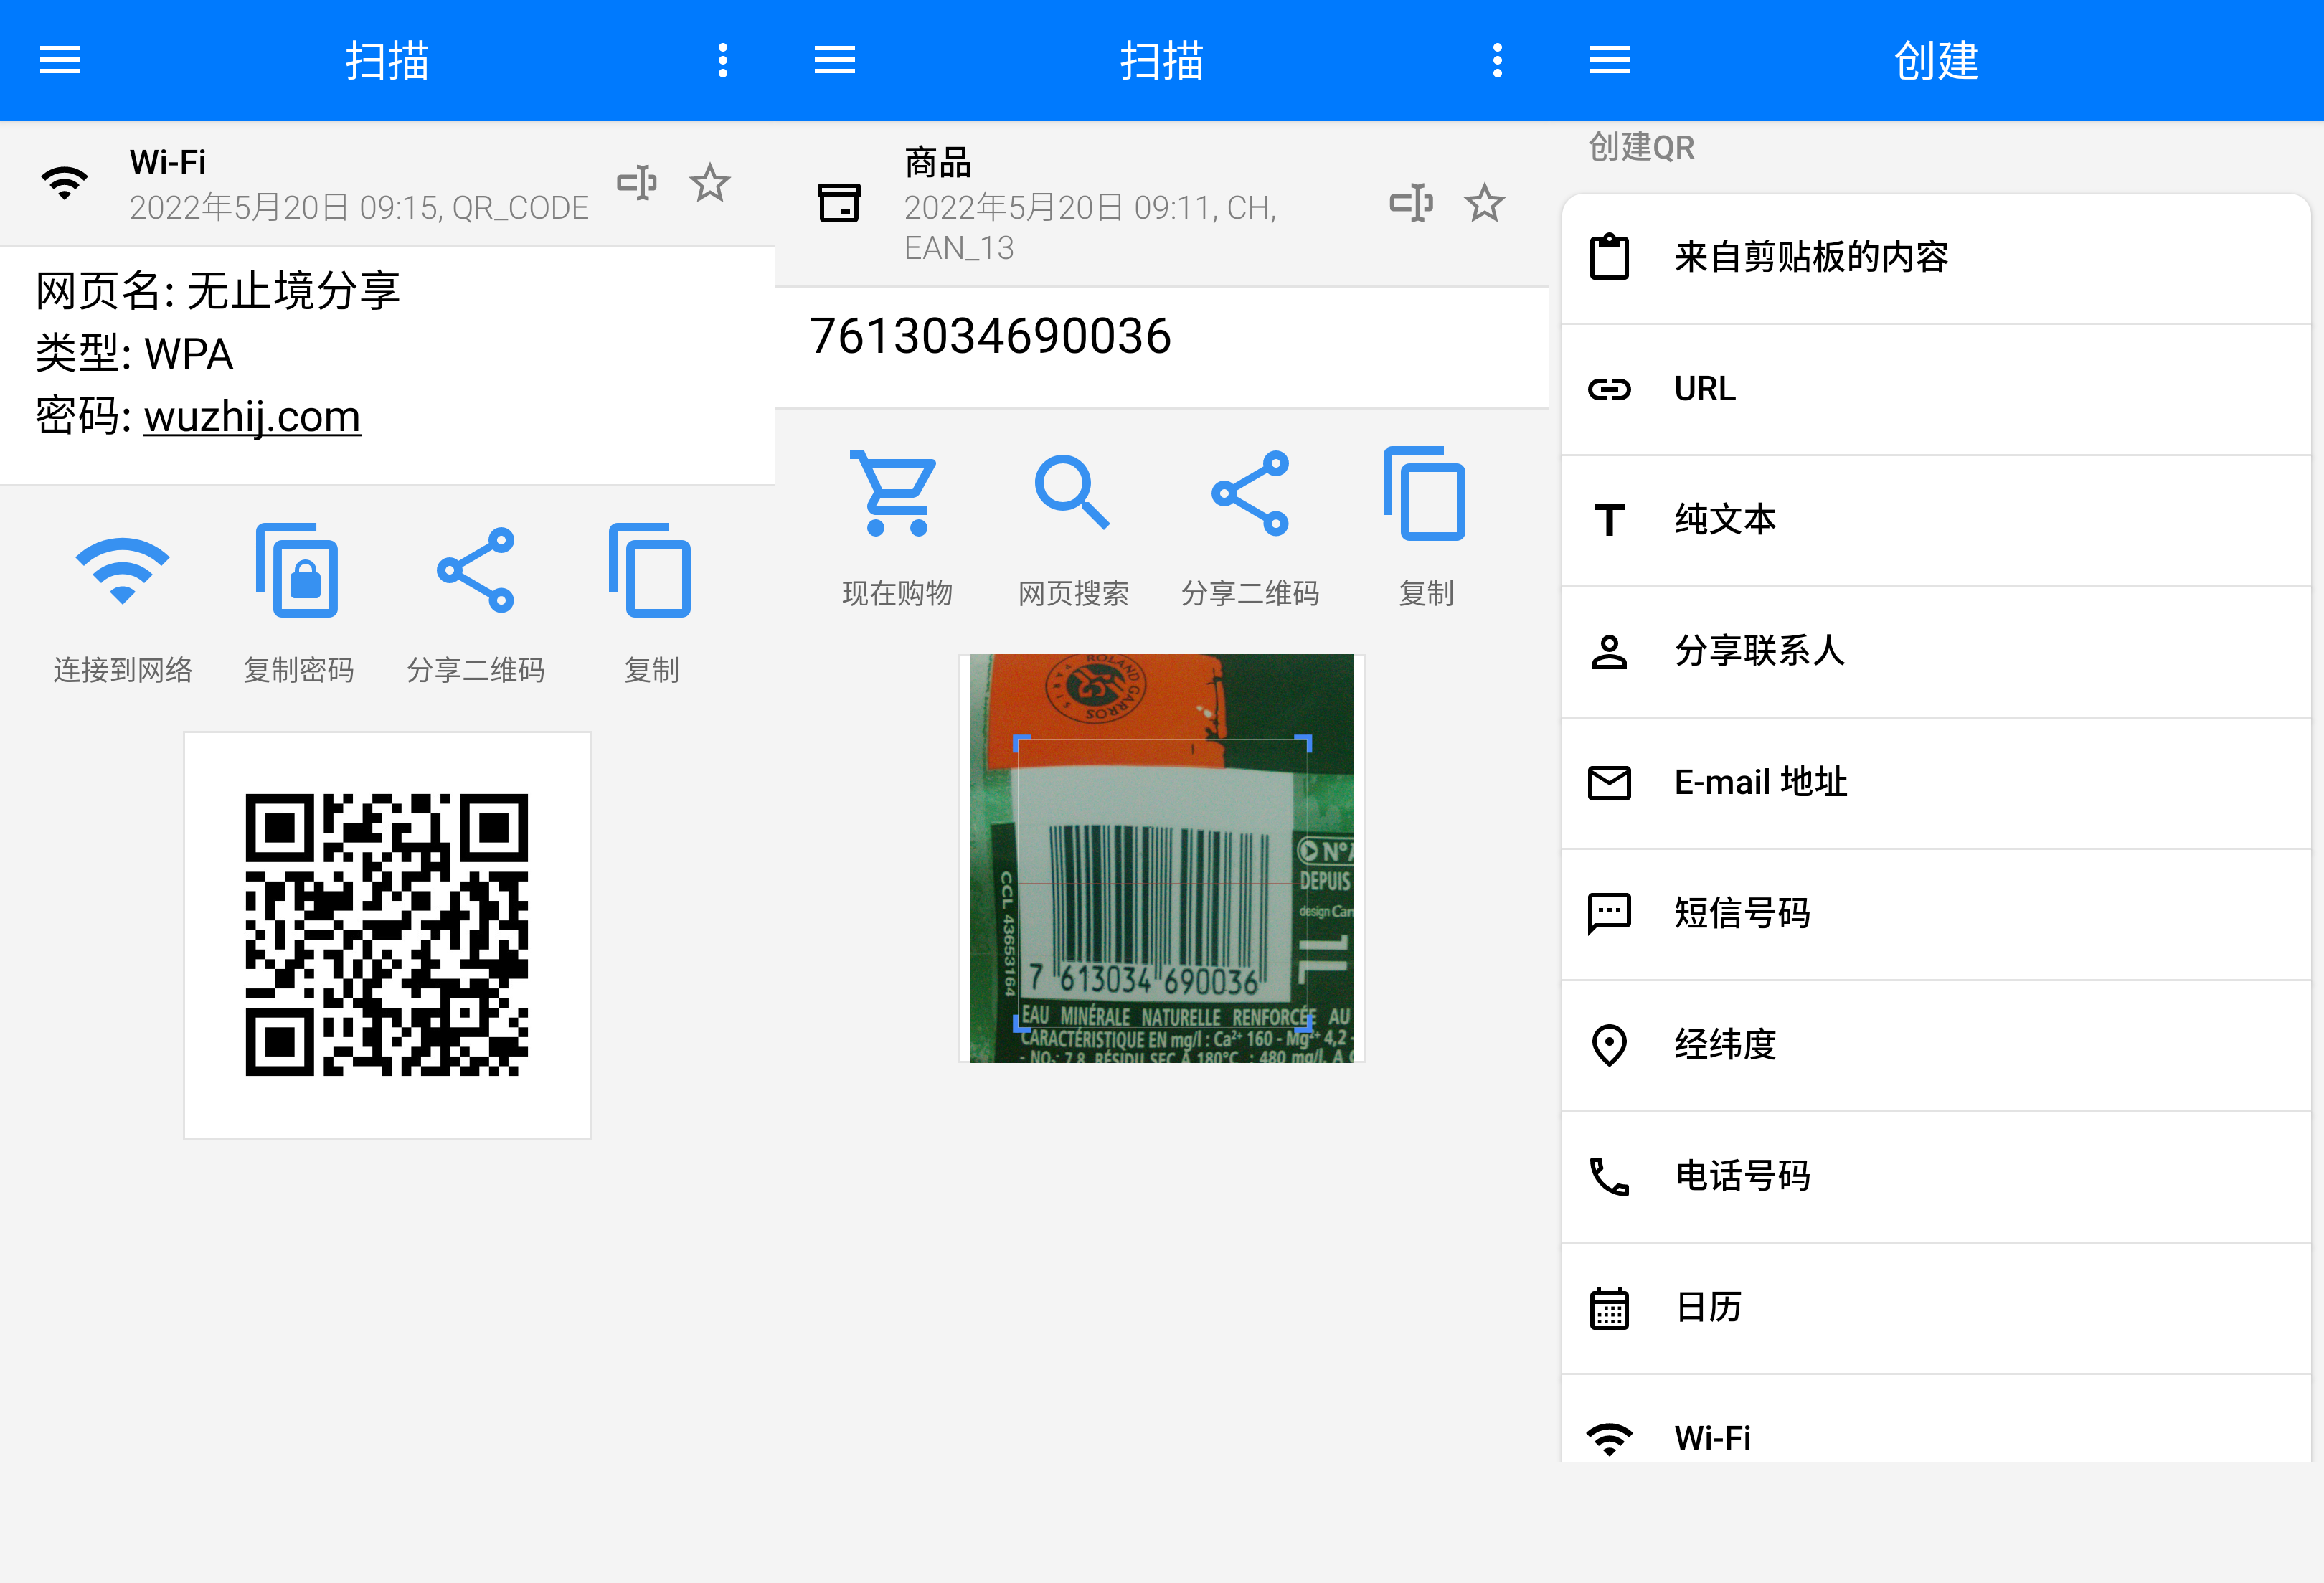 扫描
Wi-Fi
2022年5月20日 09:15, QR_CODE
网页名: 无止境分享
类型: WPA
密码: wuzhij.com
连接到网络
复制密码
分享二维码
复制
扫描
商品
2022年5月20日 09:11, CH,
EAN_13
7613034690036
现在购物
网页搜索
分享二维码
复制
ROLAND GARROS
PARIS
CCL 43653164
7 613034 690036
N°
DEPUIS
design
1L
EAU MINÉRALE NATURELLE RENFORCÉE AU
CARACTÉRISTIQUE EN mg/l : Ca²⁺ 160 - Mg²⁺ 4,2 -
- NO₃: 7,8. RÉSIDU SEC À 180°C : 480 mg/l.
创建
创建QR
来自剪贴板的内容
URL
纯文本
分享联系人
E-mail 地址
短信号码
经纬度
电话号码
日历
Wi-Fi